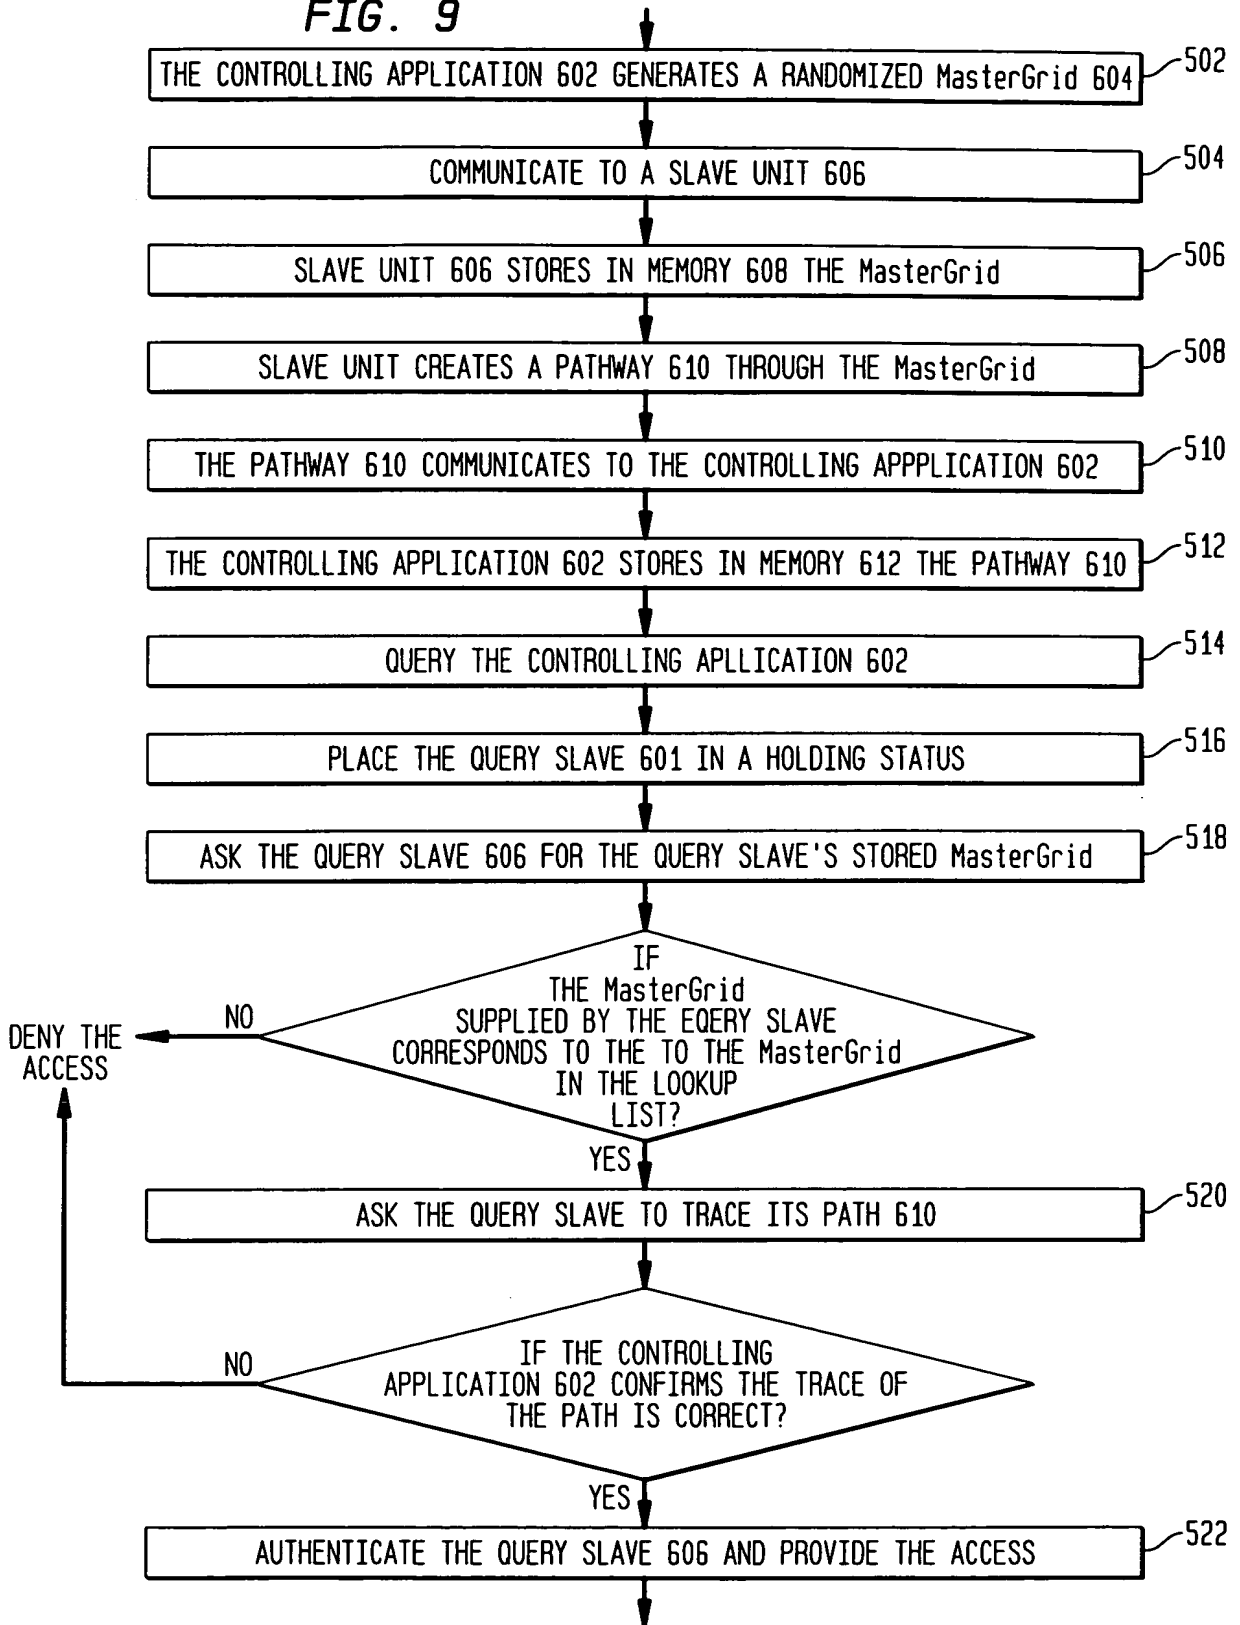 FIG. 9
THE CONTROLLING APPLICATION 602 GENERATES A RANDOMIZED MasterGrid 604
502
COMMUNICATE TO A SLAVE UNIT 606
504
SLAVE UNIT 606 STORES IN MEMORY 608 THE MasterGrid
506
SLAVE UNIT CREATES A PATHWAY 610 THROUGH THE MasterGrid
508
THE PATHWAY 610 COMMUNICATES TO THE CONTROLLING APPPLICATION 602
510
THE CONTROLLING APPLICATION 602 STORES IN MEMORY 612 THE PATHWAY 610
512
QUERY THE CONTROLLING APLLICATION 602
514
PLACE THE QUERY SLAVE 601 IN A HOLDING STATUS
516
ASK THE QUERY SLAVE 606 FOR THE QUERY SLAVE'S STORED MasterGrid
518
IF
THE MasterGrid
SUPPLIED BY THE EQERY SLAVE
CORRESPONDS TO THE TO THE MasterGrid
IN THE LOOKUP
LIST?
NO
DENY THE
ACCESS
YES
ASK THE QUERY SLAVE TO TRACE ITS PATH 610
520
IF THE CONTROLLING
APPLICATION 602 CONFIRMS THE TRACE OF
THE PATH IS CORRECT?
NO
YES
AUTHENTICATE THE QUERY SLAVE 606 AND PROVIDE THE ACCESS
522